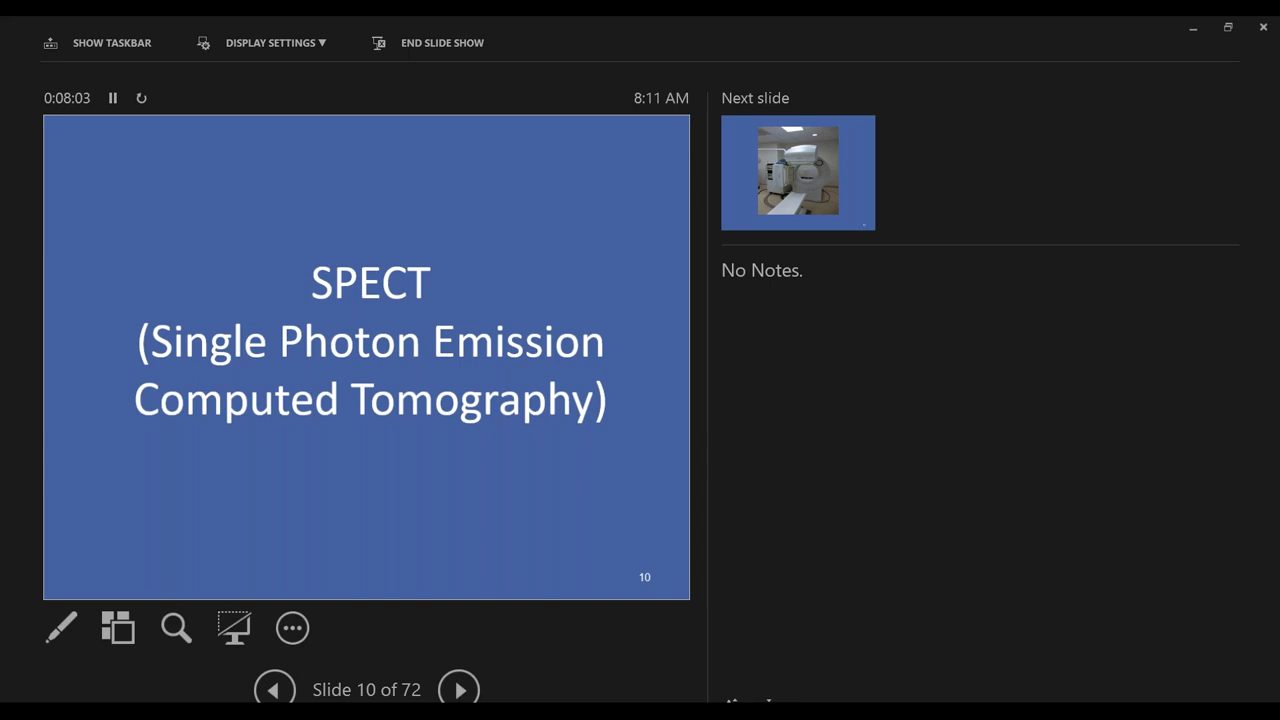 SHOW TASKBAR
DISPLAY SETTINGS ▼
END SLIDE SHOW
0:08:03
8:11 AM
Next slide
SPECT
(Single Photon Emission
Computed Tomography)
10
No Notes.
Slide 10 of 72